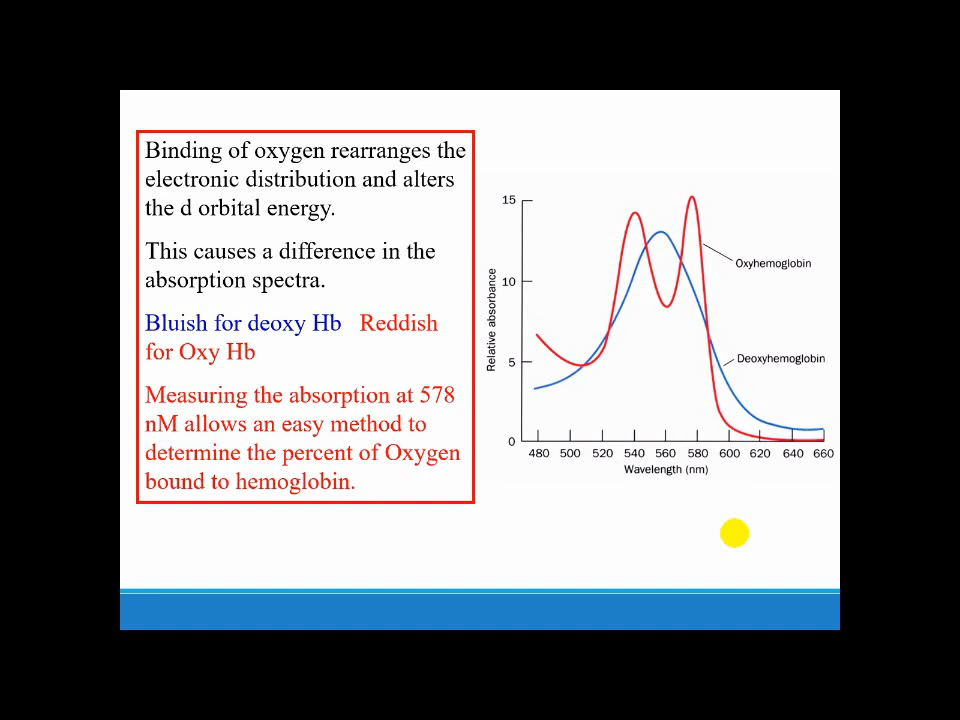 Binding of oxygen rearranges the
electronic distribution and alters
the d orbital energy.
This causes a difference in the
absorption spectra.
Bluish for deoxy Hb Reddish
for Oxy Hb
Measuring the absorption at 578
nM allows an easy method to
determine the percent of Oxygen
bound to hemoglobin.
15
10
5
0
Relative absorbance
Oxyhemoglobin
Deoxyhemoglobin
480 500 520 540 560 580 600 620 640 660
Wavelength (nm)